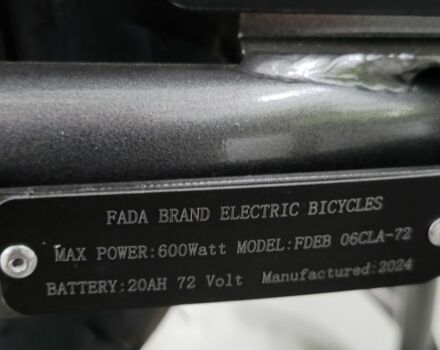 FADA BRAND ELECTRIC BICYCLES
MAX POWER:600Watt MODEL:FDEB 06CLA-72
BATTERY:20AH 72 Volt Manufactured:2024